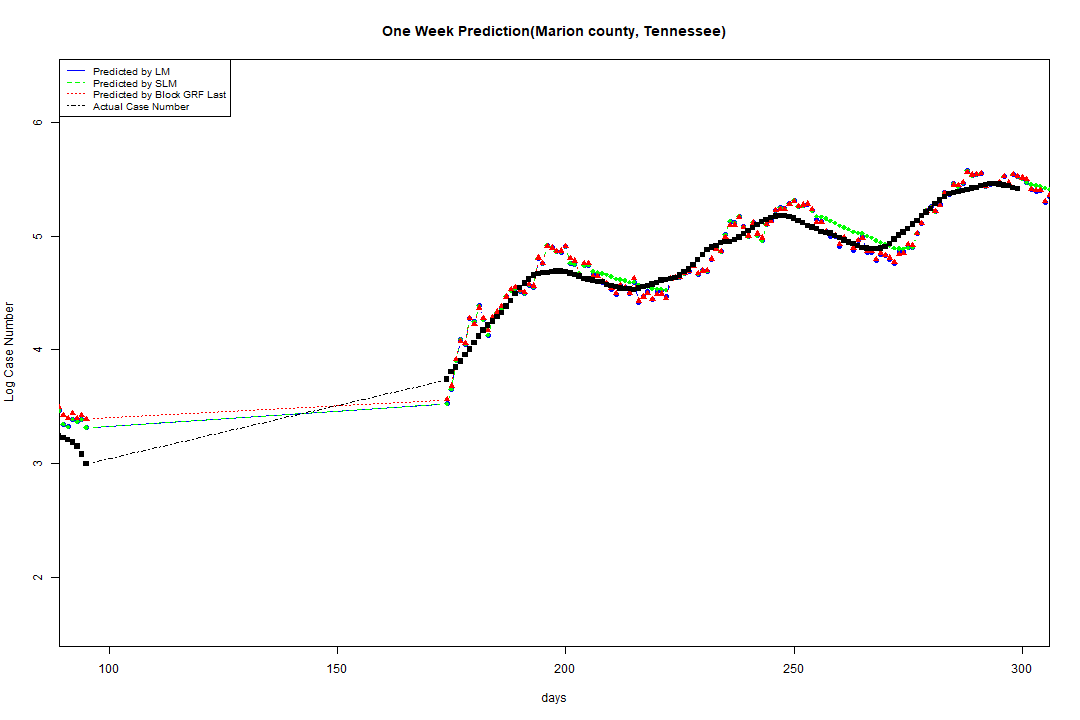 One Week Prediction(Marion county, Tennessee)
Predicted by LM
Predicted by SLM
Predicted by Block GRF Last
Actual Case Number
6
5
4
3
2
Log Case Number
100 150 200 250 300
days